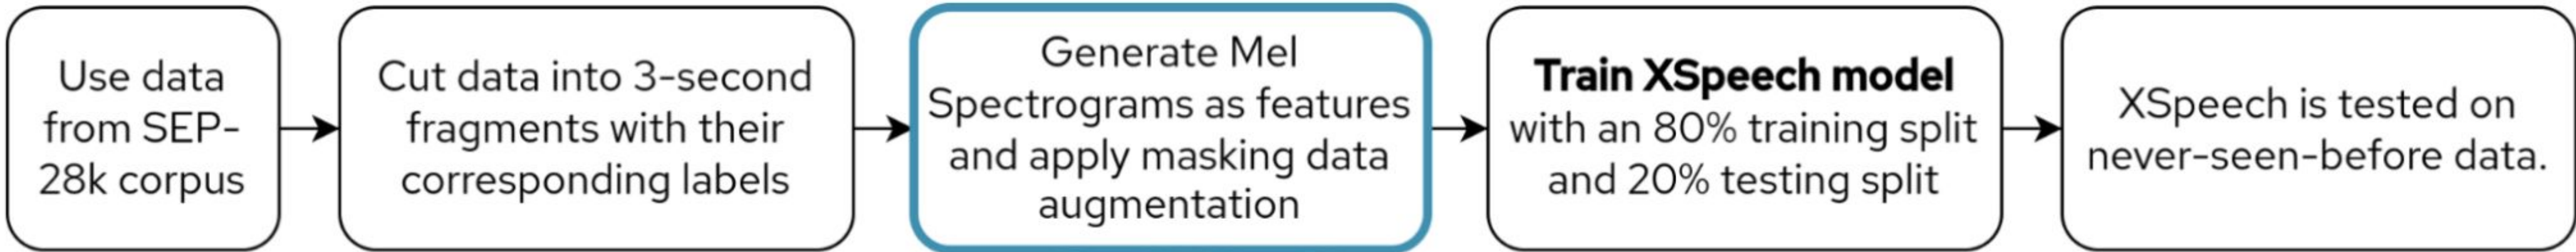 Use data
from SEP-
28k corpus
Cut data into 3-second
fragments with their
corresponding labels
Generate Mel
Spectrograms as features
and apply masking data
augmentation
Train XSpeech model
with an 80% training split
and 20% testing split
XSpeech is tested on
never-seen-before data.